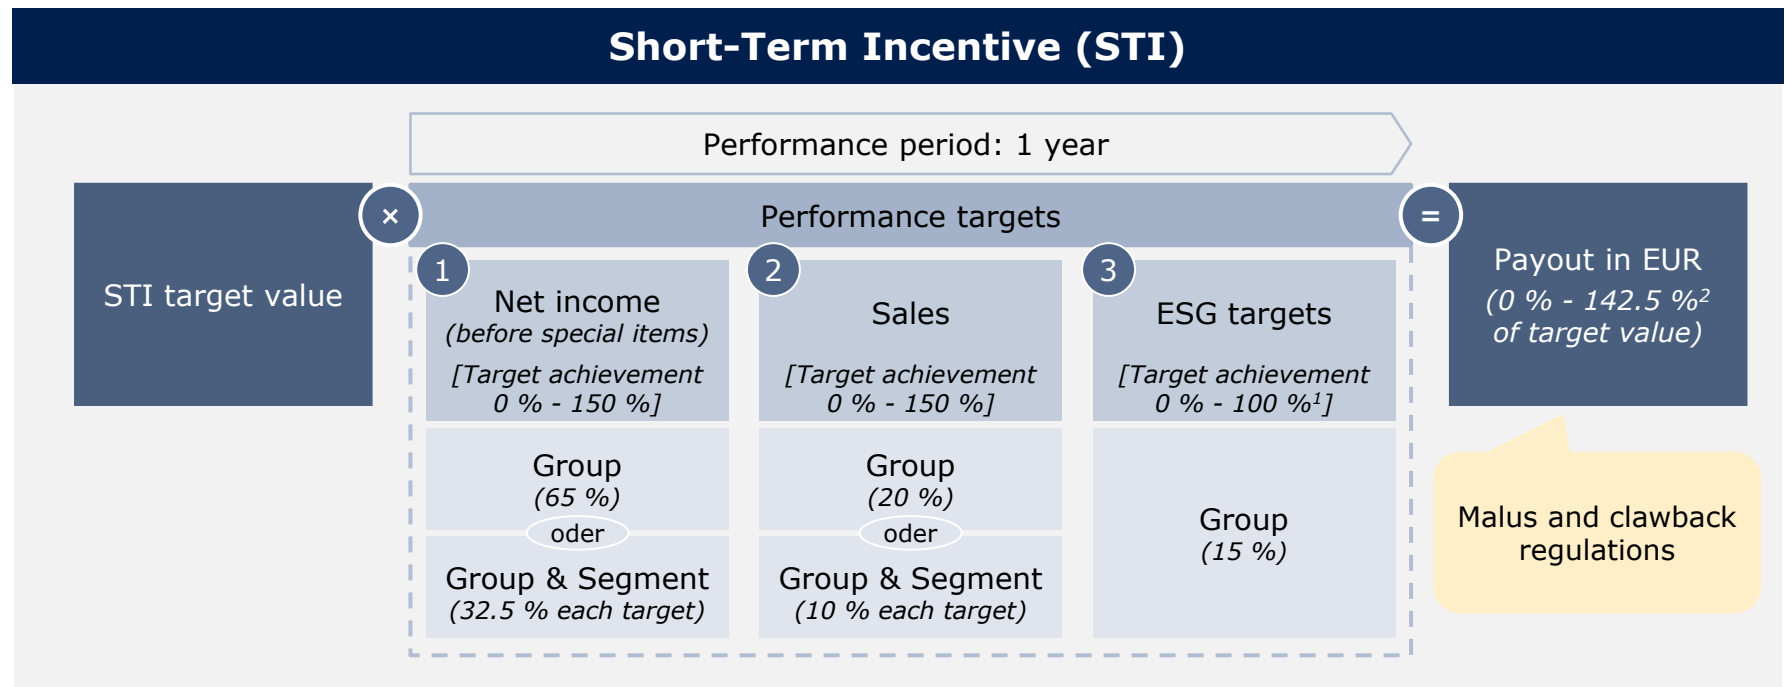 Short-Term Incentive (STI)
Performance period: 1 year
STI target value
×
Performance targets
=
Payout in EUR
(0 % - 142.5 %²
of target value)
1
Net income
(before special items)
[Target achievement
0 % - 150 %]
Group
(65 %)
oder
Group & Segment
(32.5 % each target)
2
Sales
[Target achievement
0 % - 150 %]
Group
(20 %)
oder
Group & Segment
(10 % each target)
3
ESG targets
[Target achievement
0 % - 100 %¹]
Group
(15 %)
Malus and clawback
regulations